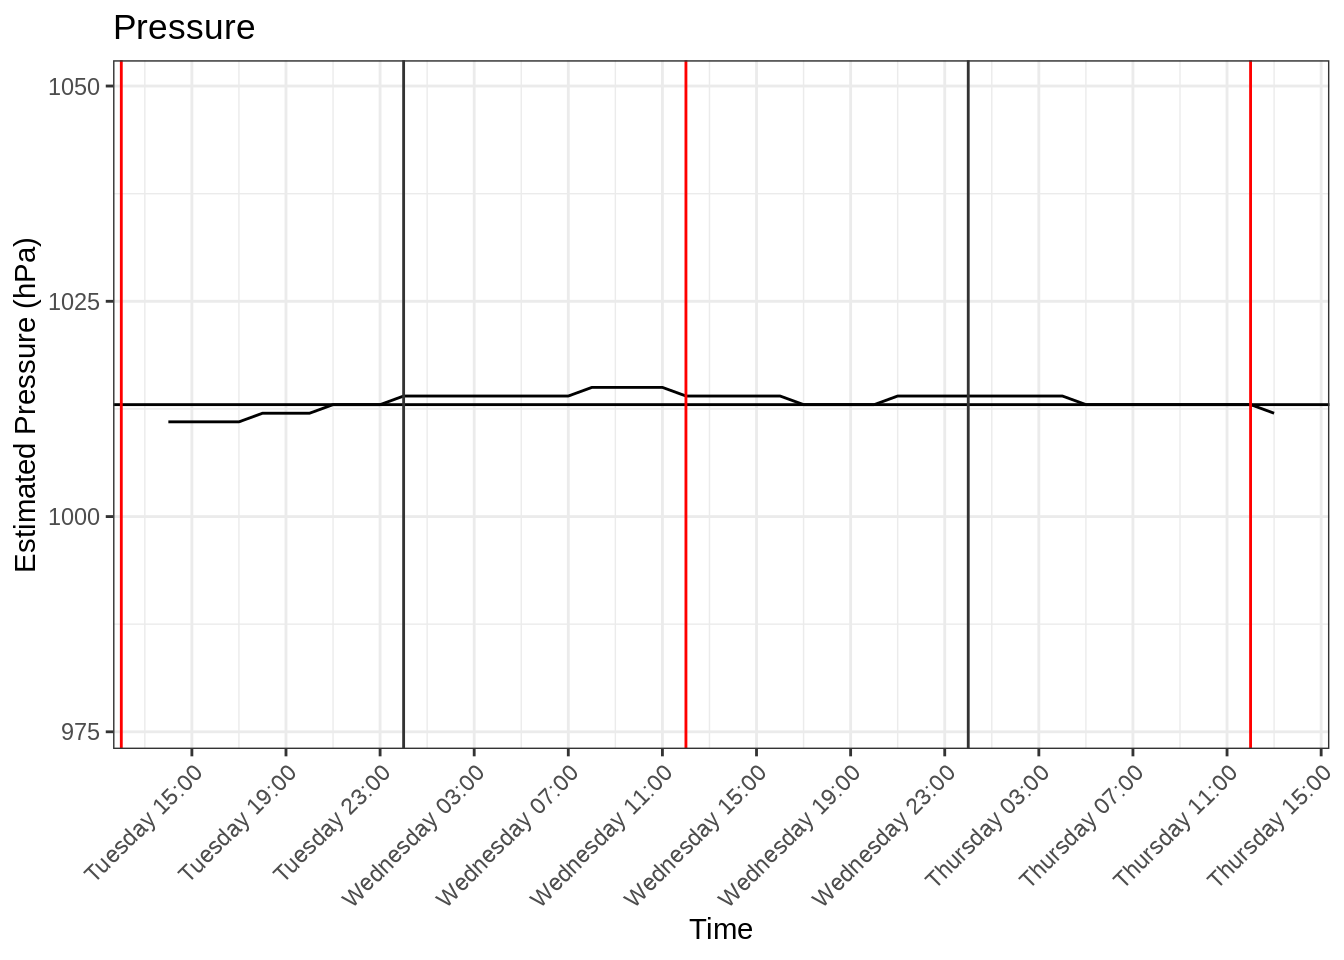 Pressure
Estimated Pressure (hPa)
1050
1025
1000
975
Tuesday 15:00
Tuesday 19:00
Tuesday 23:00
Wednesday 03:00
Wednesday 07:00
Wednesday 11:00
Wednesday 15:00
Wednesday 19:00
Wednesday 23:00
Thursday 03:00
Thursday 07:00
Thursday 11:00
Thursday 15:00
Time